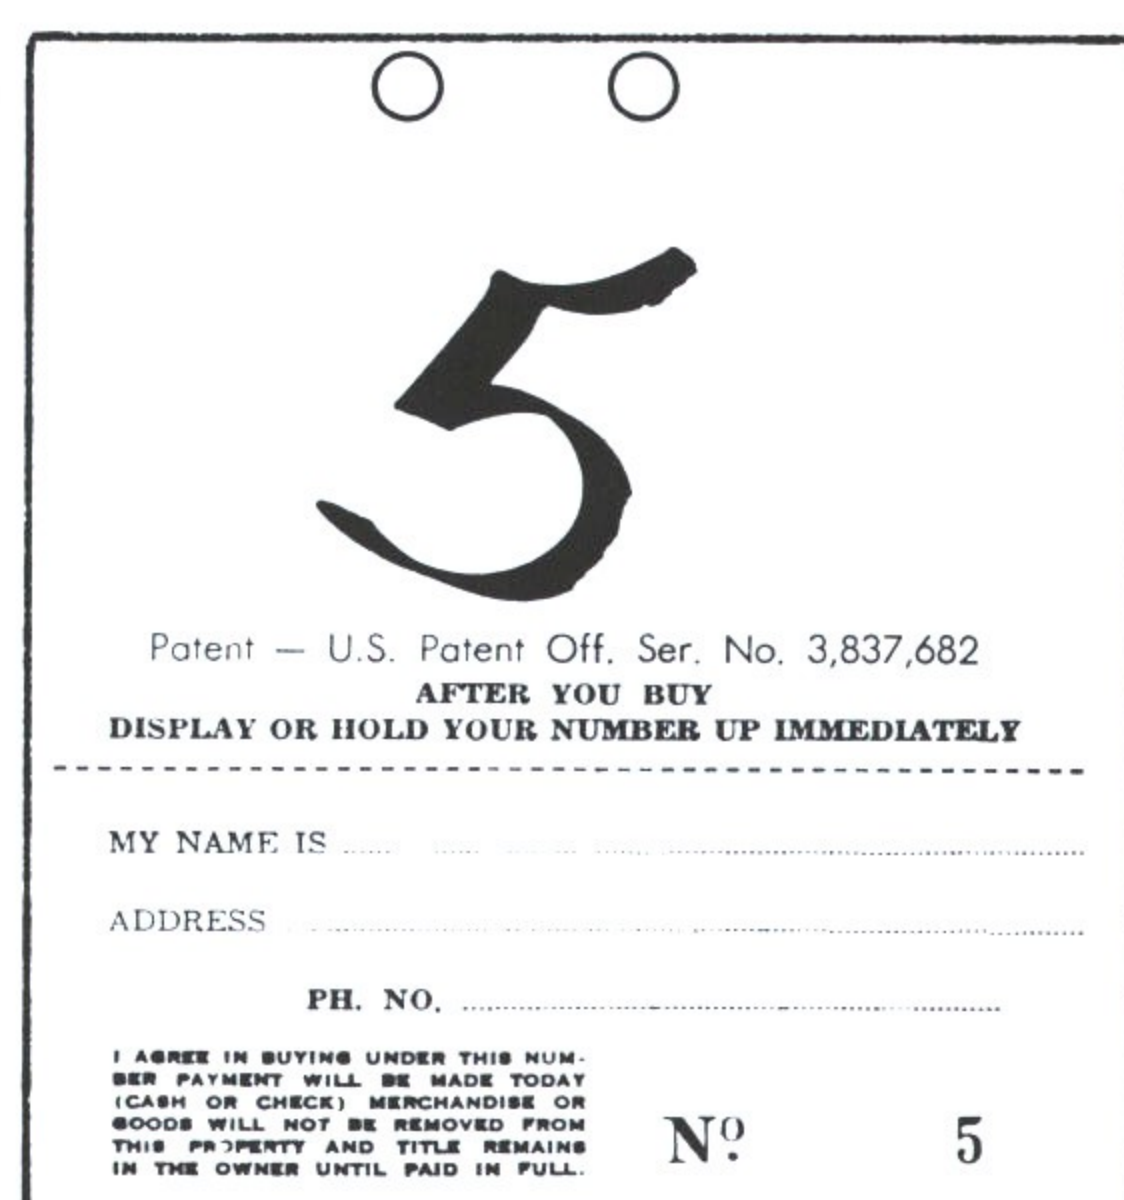 5
Patent — U.S. Patent Off. Ser. No. 3,837,682
AFTER YOU BUY
DISPLAY OR HOLD YOUR NUMBER UP IMMEDIATELY
MY NAME IS
ADDRESS
PH. NO.
I AGREE IN BUYING UNDER THIS NUM-
BER PAYMENT WILL BE MADE TODAY
(CASH OR CHECK) MERCHANDISE OR
GOODS WILL NOT BE REMOVED FROM
THIS PROPERTY AND TITLE REMAINS
IN THE OWNER UNTIL PAID IN FULL.
Nº 5